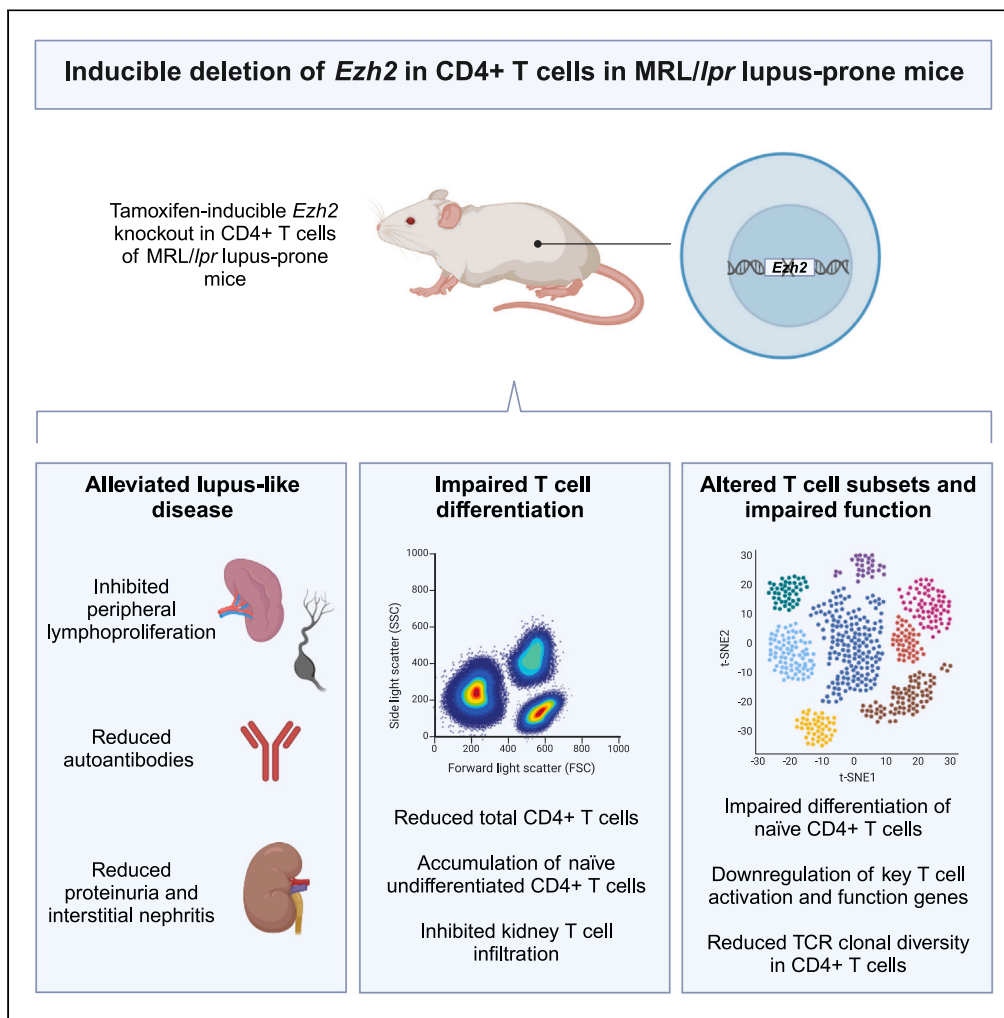 Inducible deletion of Ezh2 in CD4+ T cells in MRL/lpr lupus-prone mice
Tamoxifen-inducible Ezh2
knockout in CD4+ T cells
of MRL/lpr lupus-prone
mice
Ezh2
Alleviated lupus-like
disease
Inhibited
peripheral
lymphoproliferation
Reduced
autoantibodies
Reduced
proteinuria and
interstitial nephritis
Impaired T cell
differentiation
Side light scatter (SSC)
1000
800
600
400
200
0
0 200 400 600 800 1000
Forward light scatter (FSC)
Reduced total CD4+ T cells
Accumulation of naïve
undifferentiated CD4+ T cells
Inhibited kidney T cell
infiltration
Altered T cell subsets and
impaired function
t-SNE2
30
20
10
0
-10
-20
-30
-30 -20 -10 0 10 20 30
t-SNE1
Impaired differentiation of
naïve CD4+ T cells
Downregulation of key T cell
activation and function genes
Reduced TCR clonal diversity
in CD4+ T cells